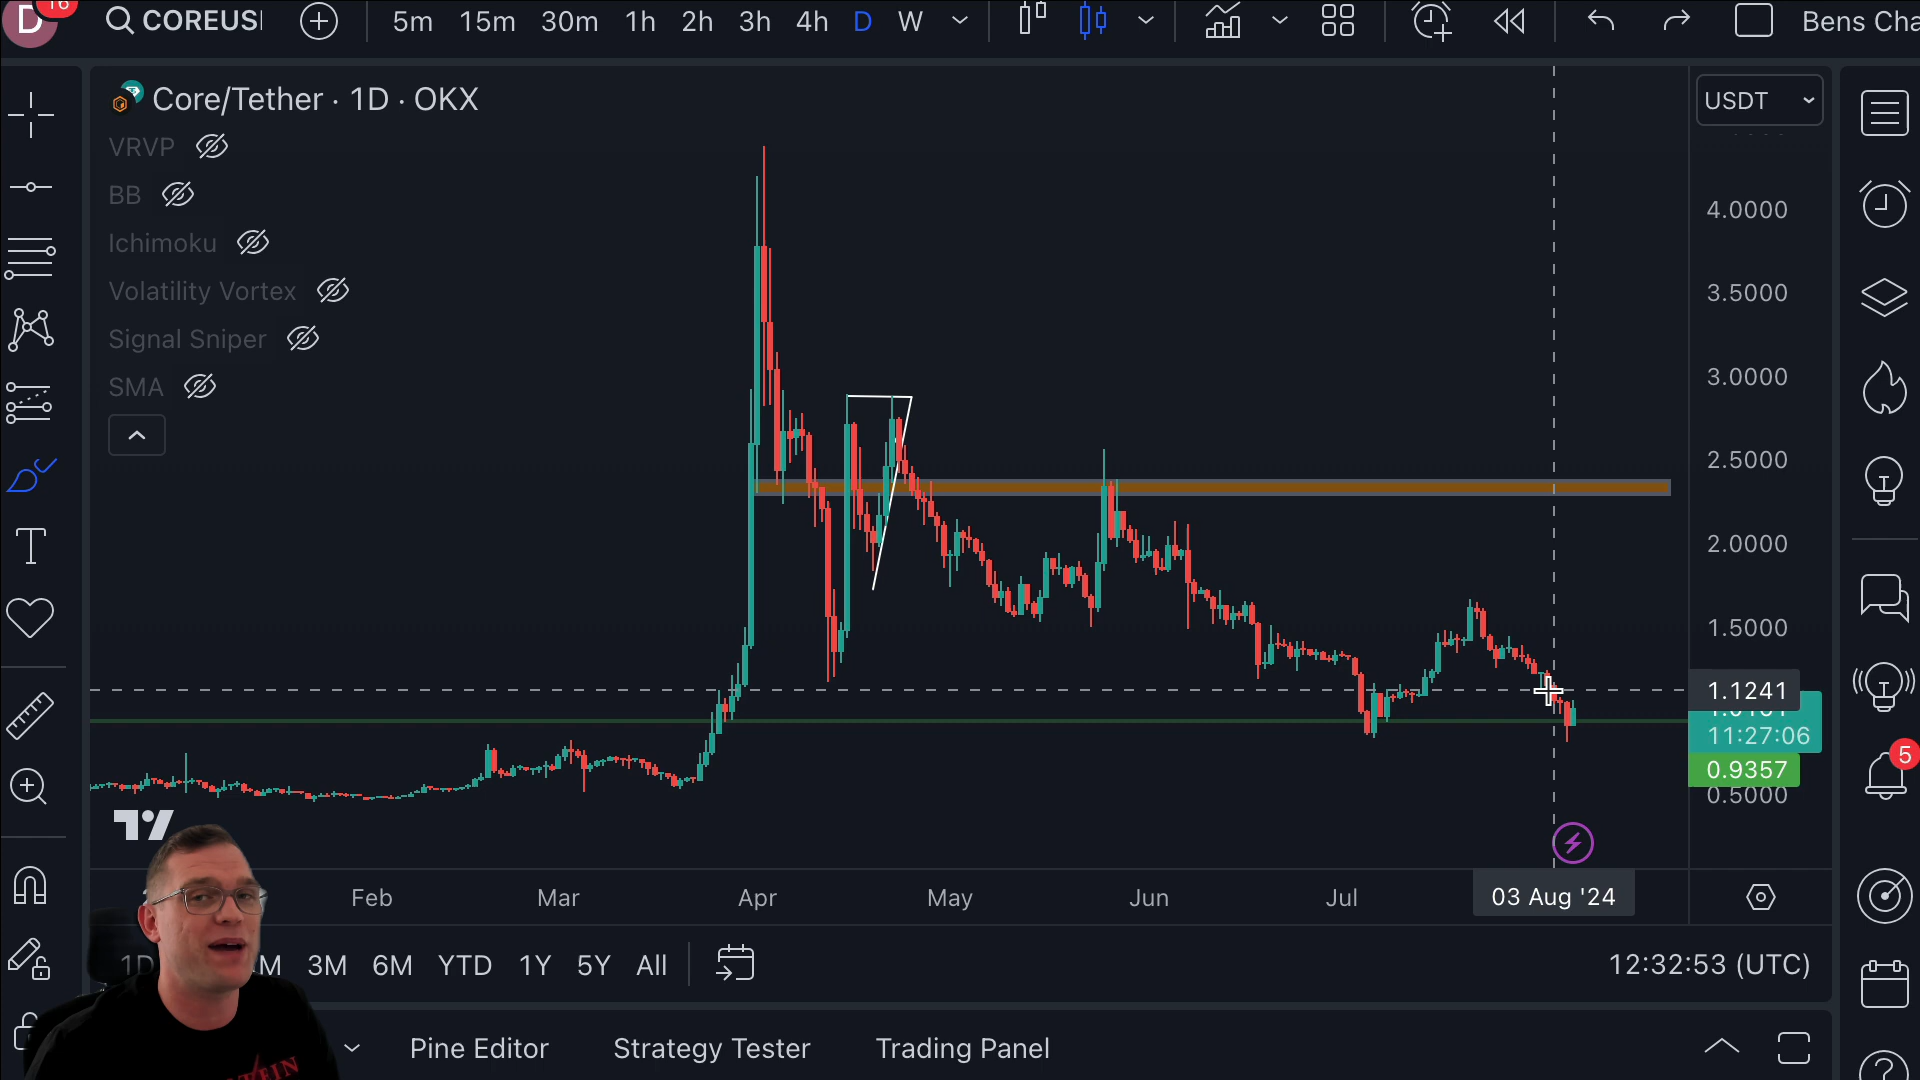 D
16
COREUS
5m 15m 30m 1h 2h 3h 4h D W
Bens Cha
Core/Tether · 1D · OKX
USDT
VRVP
BB
Ichimoku
Volatility Vortex
Signal Sniper
SMA
4.0000
3.5000
3.0000
2.5000
2.0000
1.5000
1.1241
11:27:06
0.9357
0.5000
5
Feb Mar Apr May Jun Jul
03 Aug '24
1D M 3M 6M YTD 1Y 5Y All
12:32:53 (UTC)
Pine Editor Strategy Tester Trading Panel